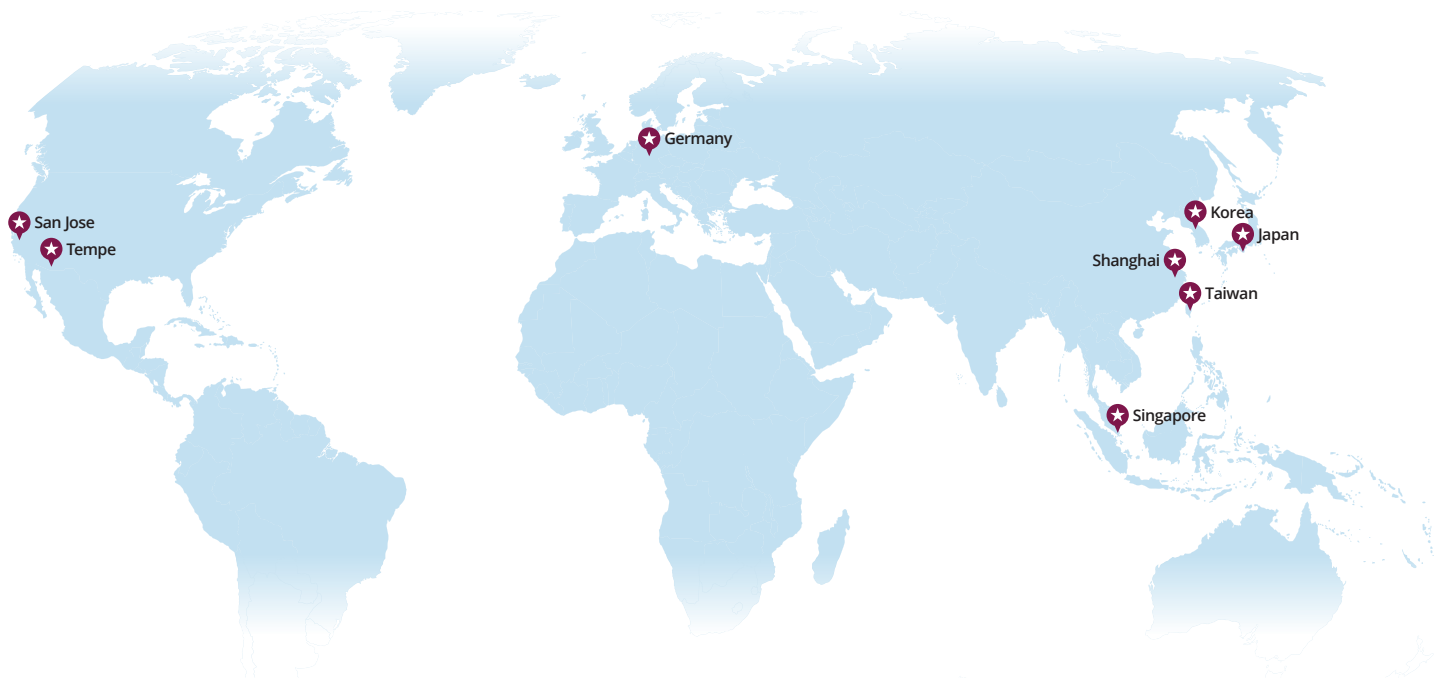 Germany
San Jose
Tempe
Korea
Japan
Shanghai
Taiwan
Singapore